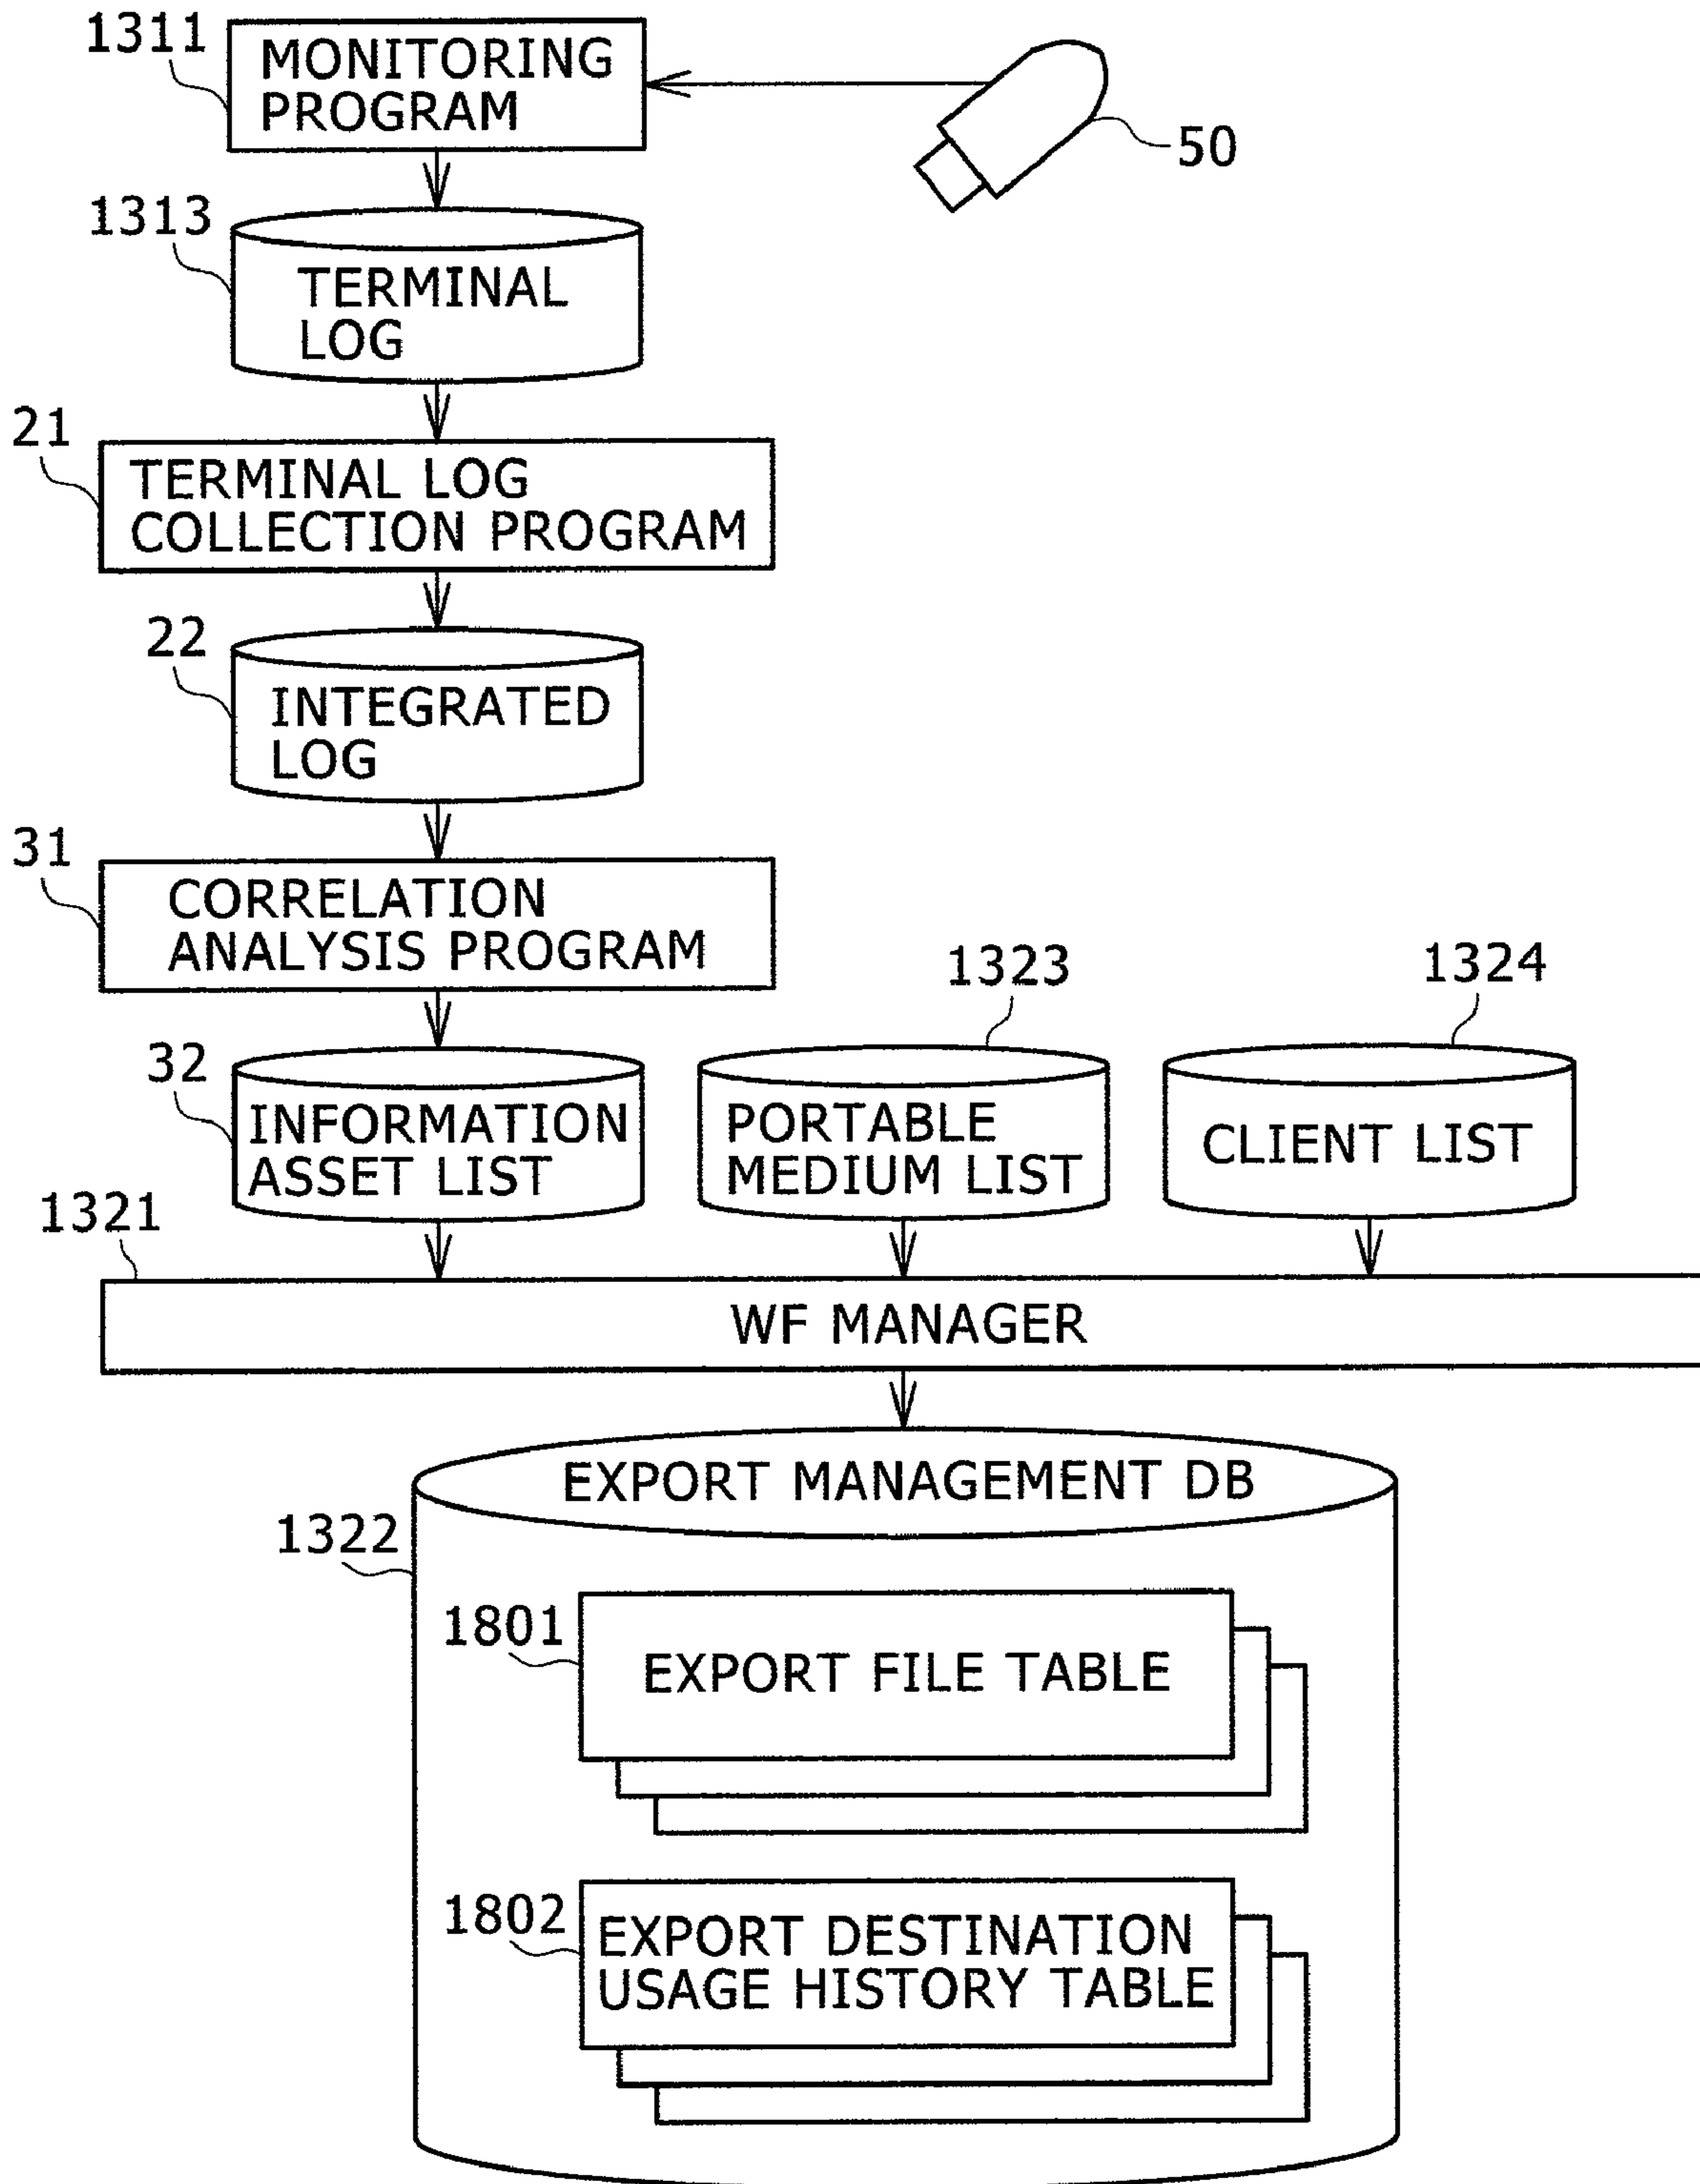 1311
MONITORING
PROGRAM
50
1313
TERMINAL
LOG
21
TERMINAL LOG
COLLECTION PROGRAM
22
INTEGRATED
LOG
31
CORRELATION
ANALYSIS PROGRAM
1323
1324
32
INFORMATION
ASSET LIST
PORTABLE
MEDIUM LIST
CLIENT LIST
1321
WF MANAGER
EXPORT MANAGEMENT DB
1322
1801
EXPORT FILE TABLE
1802
EXPORT DESTINATION
USAGE HISTORY TABLE